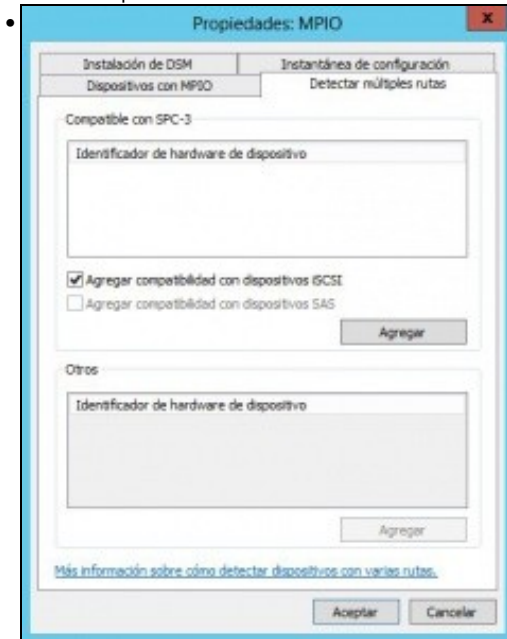 Propiedades: MPIO
x
Instalación de DSM
Instantánea de configuración
Dispositivos con MPIO
Detectar múltiples rutas
Compatible con SPC-3
Identificador de hardware de dispositivo
Agregar compatibilidad con dispositivos iSCSI
Agregar compatibilidad con dispositivos SAS
Agregar
Otros
Identificador de hardware de dispositivo
Agregar
Más información sobre cómo detectar dispositivos con varias rutas.
Aceptar
Cancelar